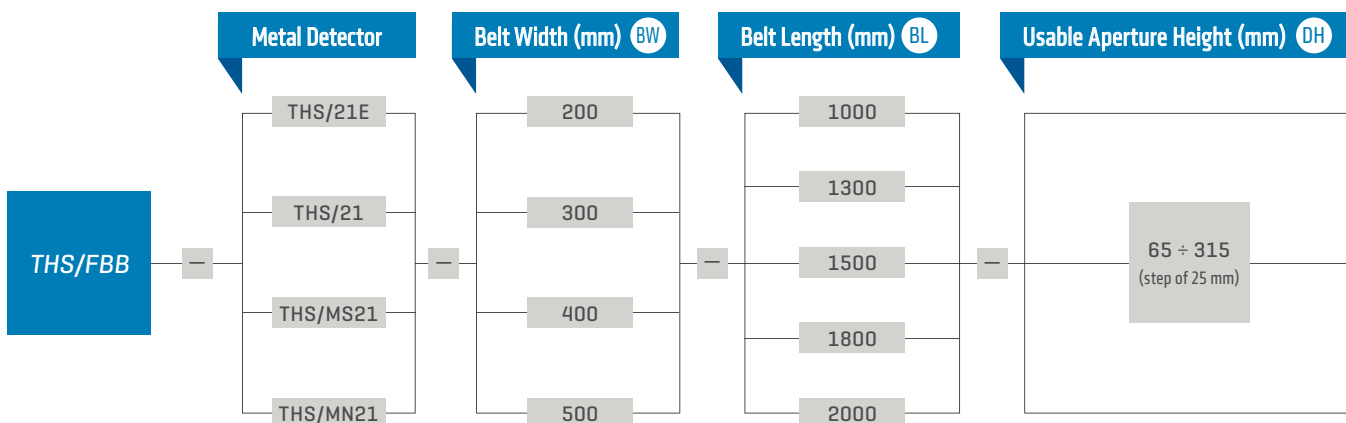 Metal Detector
Belt Width (mm) BW
Belt Length (mm) BL
Usable Aperture Height (mm) DH
THS/FBB
—
THS/21E
THS/21
THS/MS21
THS/MN21
—
200
300
400
500
—
1000
1300
1500
1800
2000
—
65 ÷ 315
(step of 25 mm)